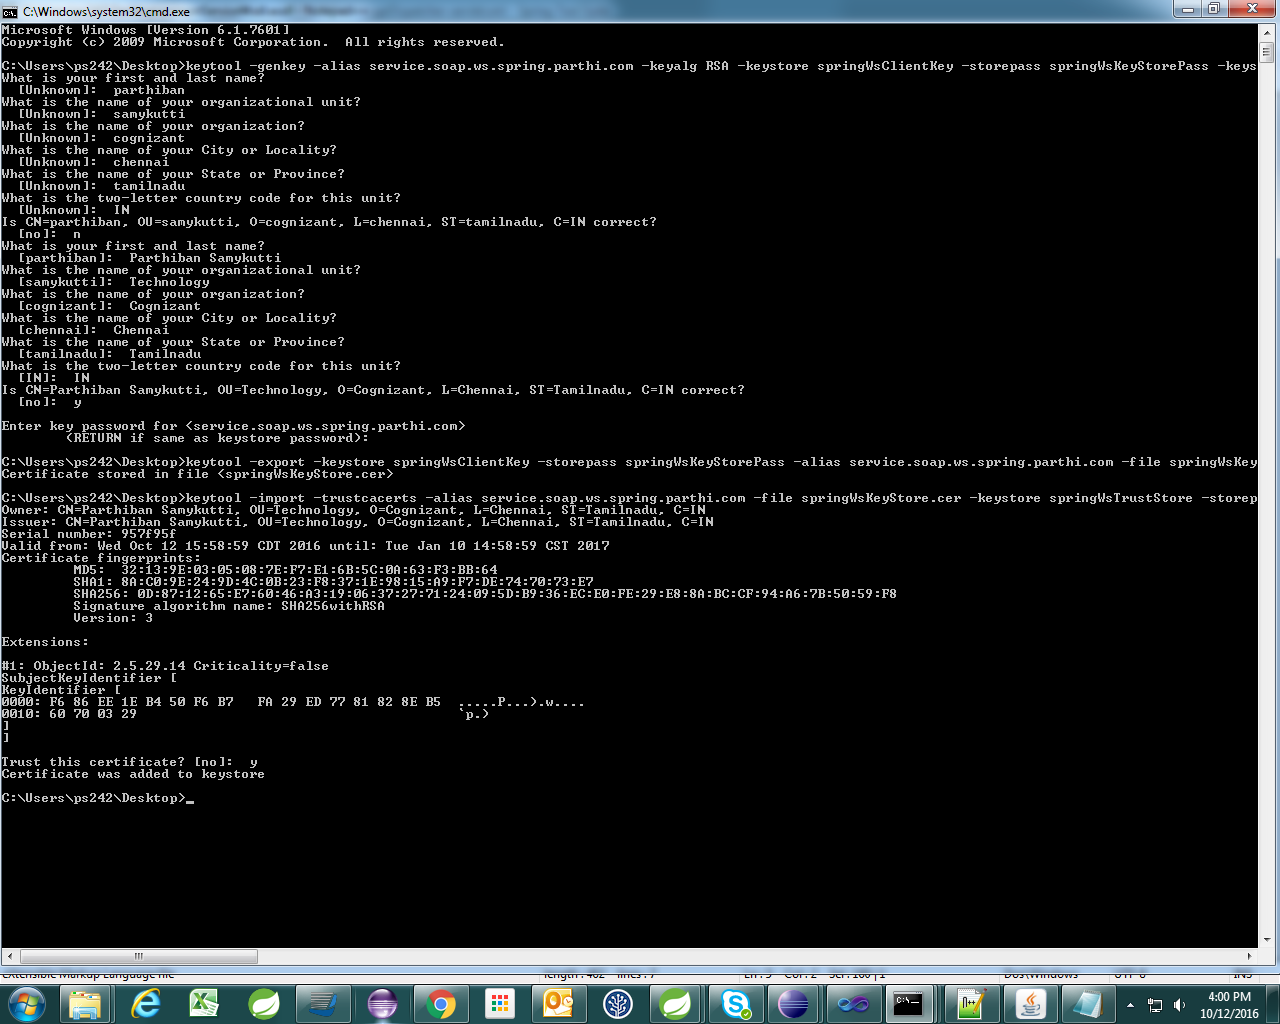 C:\Windows\system32\cmd.exe
Microsoft Windows [Version 6.1.7601]
Copyright (c) 2009 Microsoft Corporation.  All rights reserved.
C:\Users\ps242\Desktop>keytool -genkey -alias service.soap.ws.spring.parthi.com -keyalg RSA -keystore springWsClientKey -storepass springWsKeyStorePass -keys
What is your first and last name?
  [Unknown]:  parthiban
What is the name of your organizational unit?
  [Unknown]:  samykutti
What is the name of your organization?
  [Unknown]:  cognizant
What is the name of your City or Locality?
  [Unknown]:  chennai
What is the name of your State or Province?
  [Unknown]:  tamilnadu
What is the two-letter country code for this unit?
  [Unknown]:  IN
Is CN=parthiban, OU=samykutti, O=cognizant, L=chennai, ST=tamilnadu, C=IN correct?
  [no]:  n
What is your first and last name?
  [parthiban]:  Parthiban Samykutti
What is the name of your organizational unit?
  [samykutti]:  Technology
What is the name of your organization?
  [cognizant]:  Cognizant
What is the name of your City or Locality?
  [chennai]:  Chennai
What is the name of your State or Province?
  [tamilnadu]:  Tamilnadu
What is the two-letter country code for this unit?
  [IN]:  IN
Is CN=Parthiban Samykutti, OU=Technology, O=Cognizant, L=Chennai, ST=Tamilnadu, C=IN correct?
  [no]:  y
Enter key password for <service.soap.ws.spring.parthi.com>
        (RETURN if same as keystore password):
C:\Users\ps242\Desktop>keytool -export -keystore springWsClientKey -storepass springWsKeyStorePass -alias service.soap.ws.spring.parthi.com -file springWsKey
Certificate stored in file <springWsKeyStore.cer>
C:\Users\ps242\Desktop>keytool -import -trustcacerts -alias service.soap.ws.spring.parthi.com -file springWsKeyStore.cer -keystore springWsTrustStore -storep
Owner: CN=Parthiban Samykutti, OU=Technology, O=Cognizant, L=Chennai, ST=Tamilnadu, C=IN
Issuer: CN=Parthiban Samykutti, OU=Technology, O=Cognizant, L=Chennai, ST=Tamilnadu, C=IN
Serial number: 957f95f
Valid from: Wed Oct 12 15:58:59 CDT 2016 until: Tue Jan 10 14:58:59 CST 2017
Certificate fingerprints:
         MD5:  32:13:9E:03:05:08:7E:F7:E1:6B:5C:0A:63:F3:BB:64
         SHA1: 8A:C0:9E:24:9D:4C:0B:23:F8:37:1E:98:15:A9:F7:DE:74:70:73:E7
         SHA256: 0D:87:12:65:E7:60:46:A3:19:06:37:27:71:24:09:5D:B9:36:EC:E0:FE:29:E8:8A:BC:CF:94:A6:7B:50:59:F8
         Signature algorithm name: SHA256withRSA
         Version: 3
Extensions:
#1: ObjectId: 2.5.29.14 Criticality=false
SubjectKeyIdentifier [
KeyIdentifier [
0000: F6 86 EE 1E B4 50 F6 B7   FA 29 ED 77 81 82 8E B5  .....P...).w....
0010: 60 70 03 29                                        `p.)
]
]
Trust this certificate? [no]:  y
Certificate was added to keystore
C:\Users\ps242\Desktop>_
4:00 PM
10/12/2016